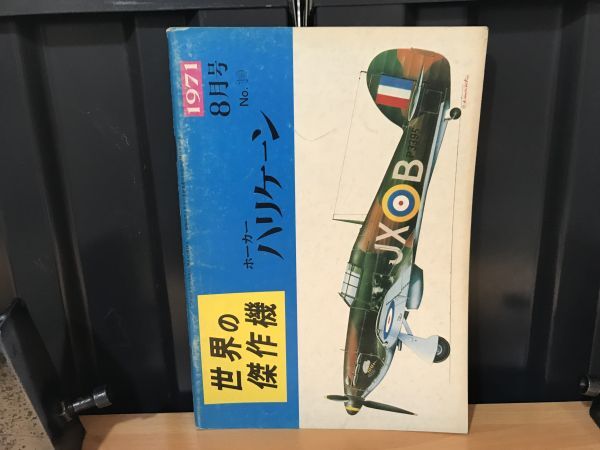 世界の
傑作機
ホーカー
ハリケーン
1971
8月号
No.
JX B
P3395